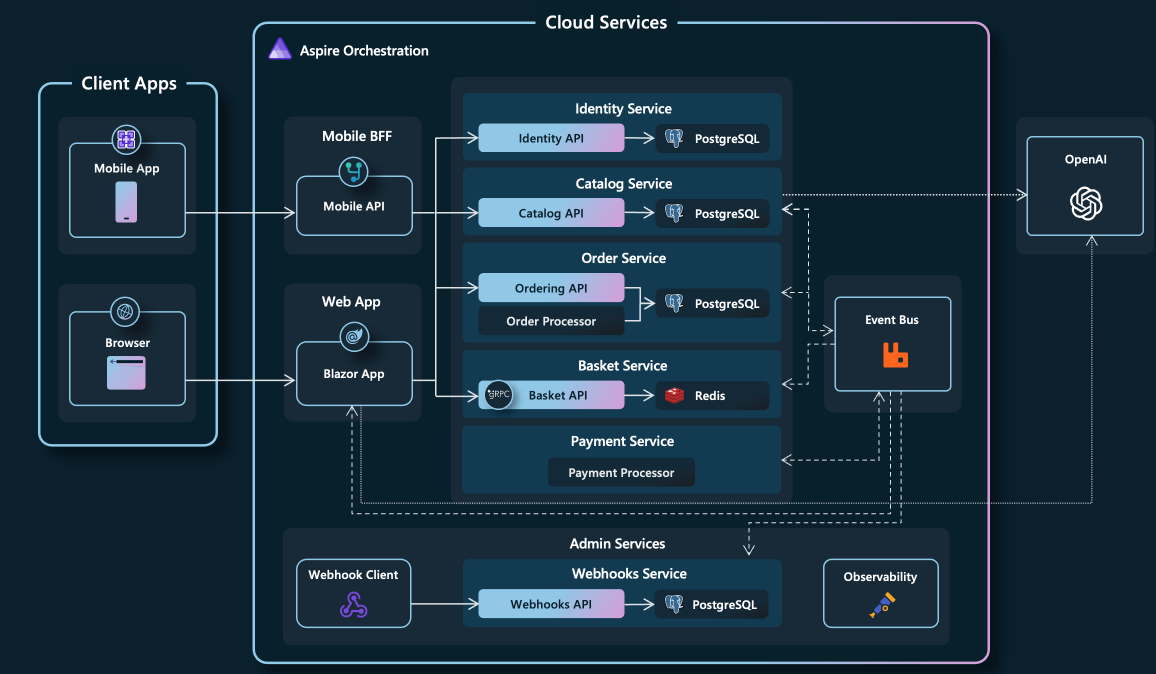 Cloud Services
Aspire Orchestration
Client Apps
Mobile App
Browser
Mobile BFF
Mobile API
Web App
Blazor App
Identity Service
Identity API
PostgreSQL
Catalog Service
Catalog API
PostgreSQL
Order Service
Ordering API
Order Processor
PostgreSQL
Basket Service
gRPC
Basket API
Redis
Payment Service
Payment Processor
Event Bus
OpenAI
Admin Services
Webhook Client
Webhooks Service
Webhooks API
PostgreSQL
Observability